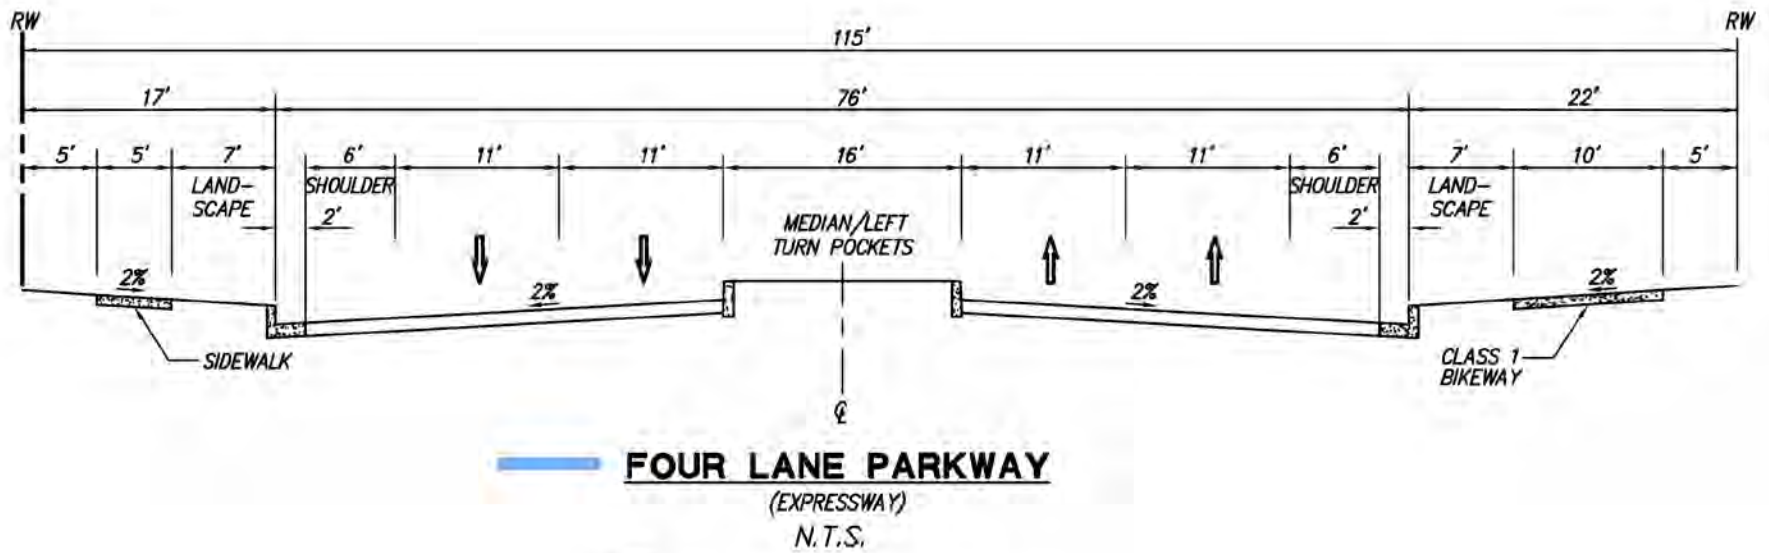 RW RW
115'
17' 76' 22'
5' 5' 7' 6' 11' 11' 16' 11' 11' 6' 7' 10' 5'
LAND- SHOULDER SHOULDER LAND-
SCAPE 2' 2' SCAPE
MEDIAN/LEFT
TURN POCKETS
2% 2% 2% 2%
SIDEWALK
CLASS 1
BIKEWAY
℄
FOUR LANE PARKWAY
(EXPRESSWAY)
N.T.S.